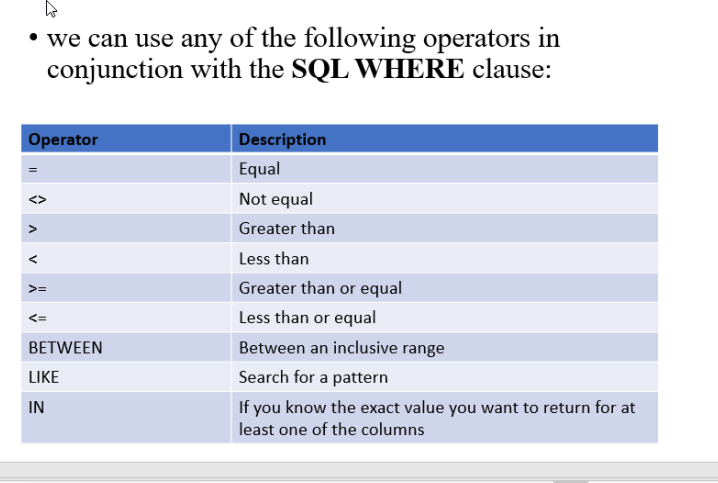 • we can use any of the following operators in
conjunction with the SQL WHERE clause:
Operator Description
= Equal
<> Not equal
> Greater than
< Less than
>= Greater than or equal
<= Less than or equal
BETWEEN Between an inclusive range
LIKE Search for a pattern
IN If you know the exact value you want to return for at
least one of the columns